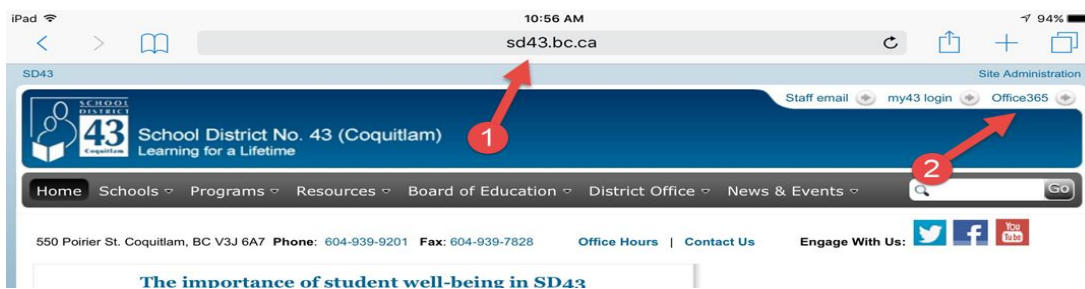 iPad 10:56 AM 94%
sd43.bc.ca
SD43 Site Administration
Staff email my43 login Office365
SCHOOL
DISTRICT
43
Coquitlam
School District No. 43 (Coquitlam)
Learning for a Lifetime
1
2
Home Schools Programs Resources Board of Education District Office News & Events Go
550 Poirier St. Coquitlam, BC V3J 6A7 Phone: 604-939-9201 Fax: 604-939-7828 Office Hours | Contact Us Engage With Us: f You Tube
The importance of student well-being in SD43